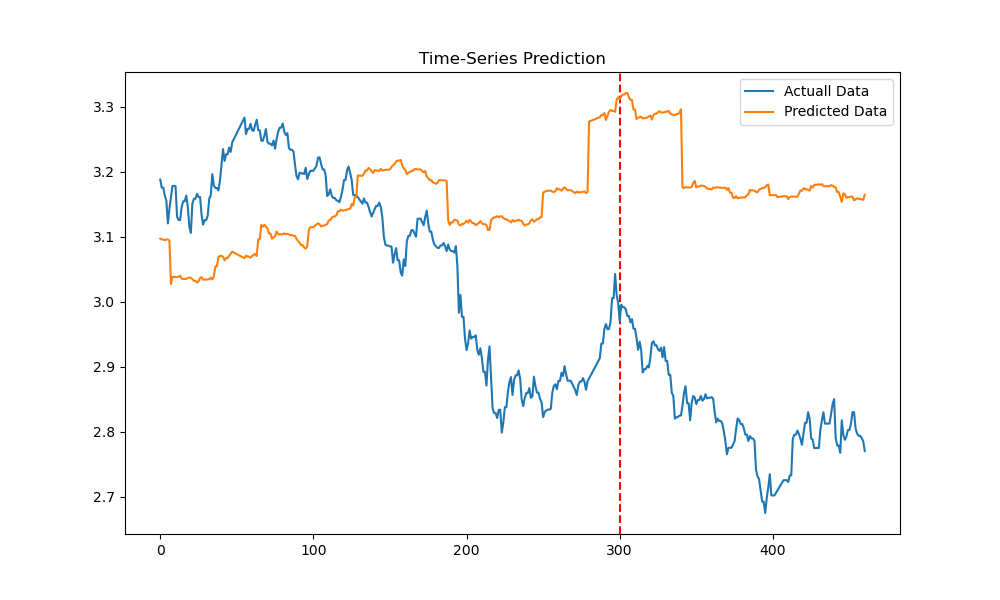 Time-Series Prediction
Actuall Data
Predicted Data
3.3
3.2
3.1
3.0
2.9
2.8
2.7
0 100 200 300 400